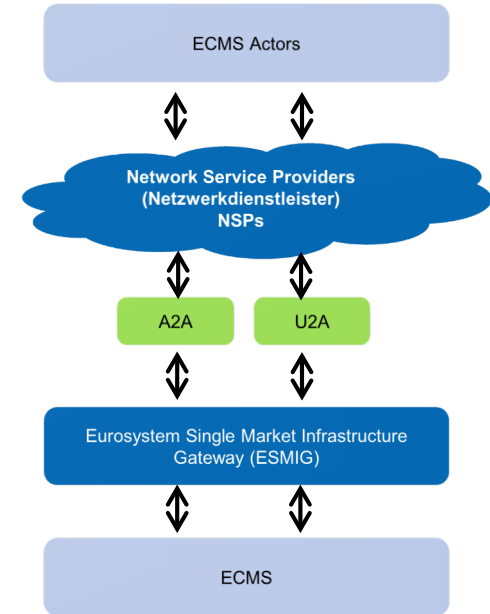 ECMS Actors
Network Service Providers
(Netzwerkdienstleister)
NSPs
A2A
U2A
Eurosystem Single Market Infrastructure
Gateway (ESMIG)
ECMS